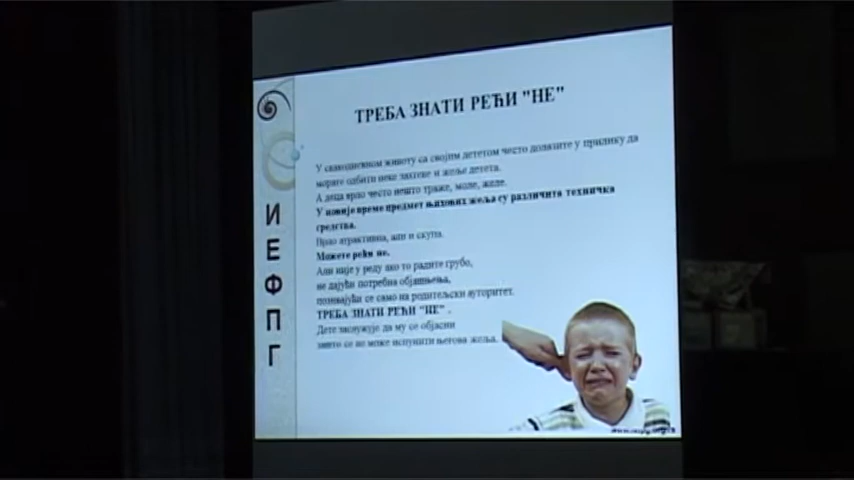 ТРЕБА ЗНАТИ РЕЋИ "НЕ"
У свакодневном животу са својим дететом често долазите у прилику да
морате одбити неке захтеве и жеље детета.
А деца врло често нешто траже, моле, желе.
У новије време предмет њихових жеља су различита техничка
средства.
Врло атрактивна, али и скупа.
Можете рећи не.
Али није у реду ако то радите грубо,
не дајући потребна објашњења,
позивајући се само на родитељски ауторитет.
ТРЕБА ЗНАТИ РЕЋИ "НЕ" .
Дете заслужује да му се објасни
зашто се не може испунити његова жеља.
ИЕФПГ